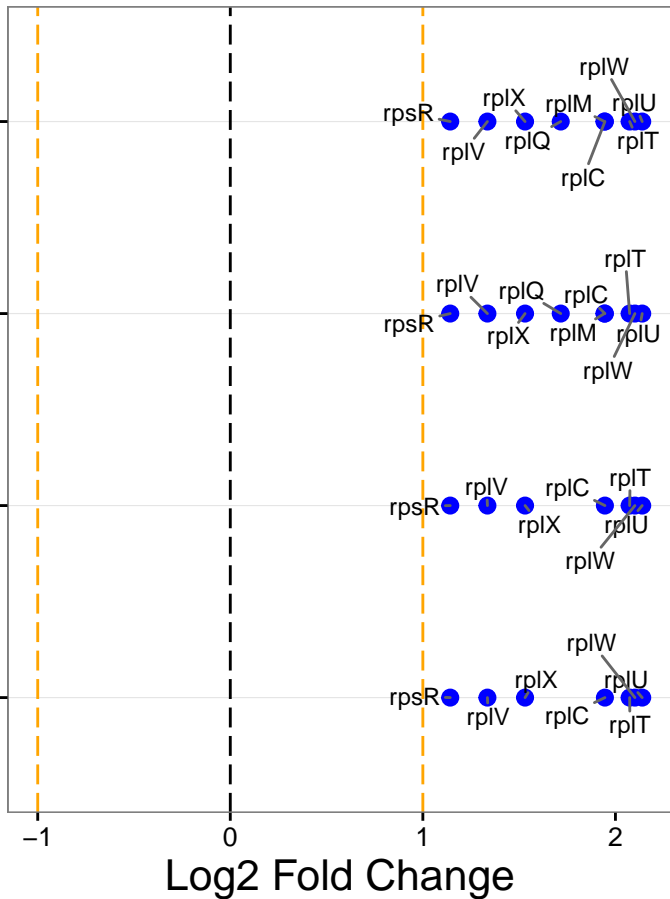 rplW
rpsR rplX rplM rplU
rplV rplQ rplT
rplC
rplT
rplV rplQ rplC
rpsR rplX rplM rplU
rplW
rplV rplC rplT
rpsR rplX rplU
rplW
rplW
rpsR rplX rplU
rplV rplC rplT
−1 0 1 2
Log2 Fold Change